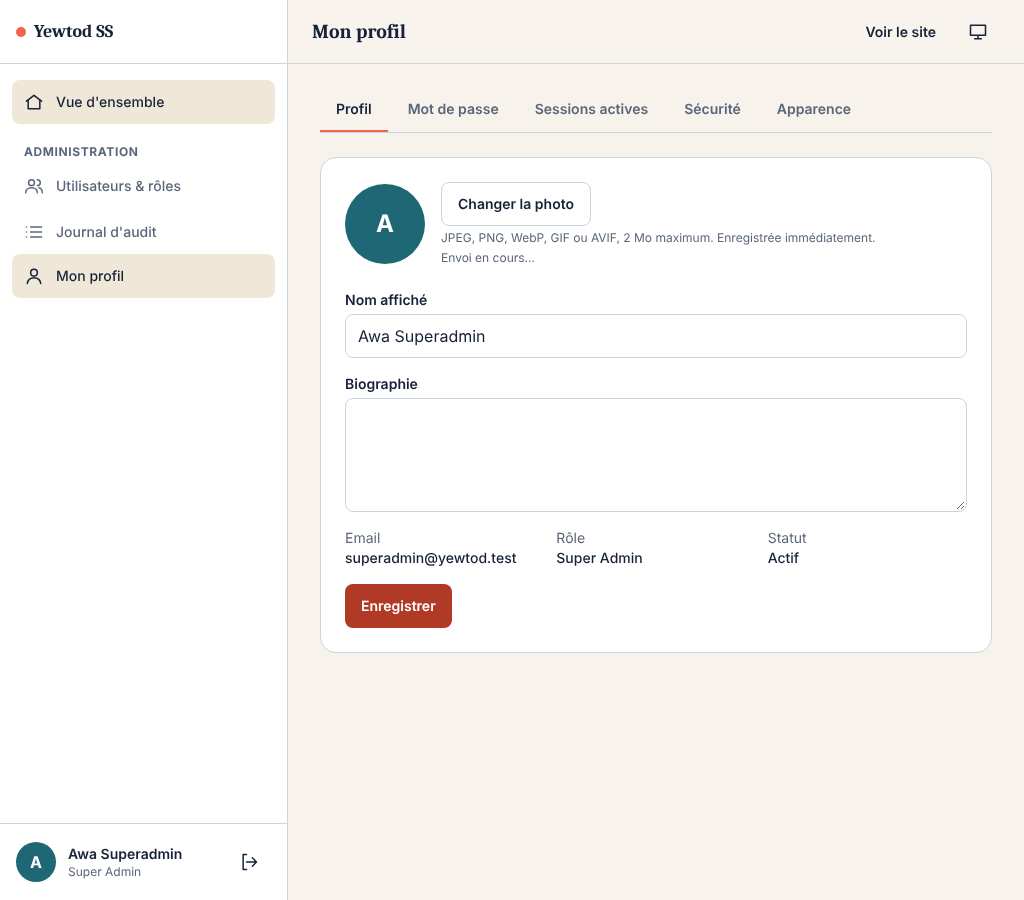 Yewtod SS
Vue d'ensemble
ADMINISTRATION
Utilisateurs & rôles
Journal d'audit
Mon profil
Awa Superadmin
Super Admin
Mon profil
Voir le site
Profil
Mot de passe
Sessions actives
Sécurité
Apparence
A
Changer la photo
JPEG, PNG, WebP, GIF ou AVIF, 2 Mo maximum. Enregistrée immédiatement.
Envoi en cours…
Nom affiché
Awa Superadmin
Biographie
Email
superadmin@yewtod.test
Rôle
Super Admin
Statut
Actif
Enregistrer
A